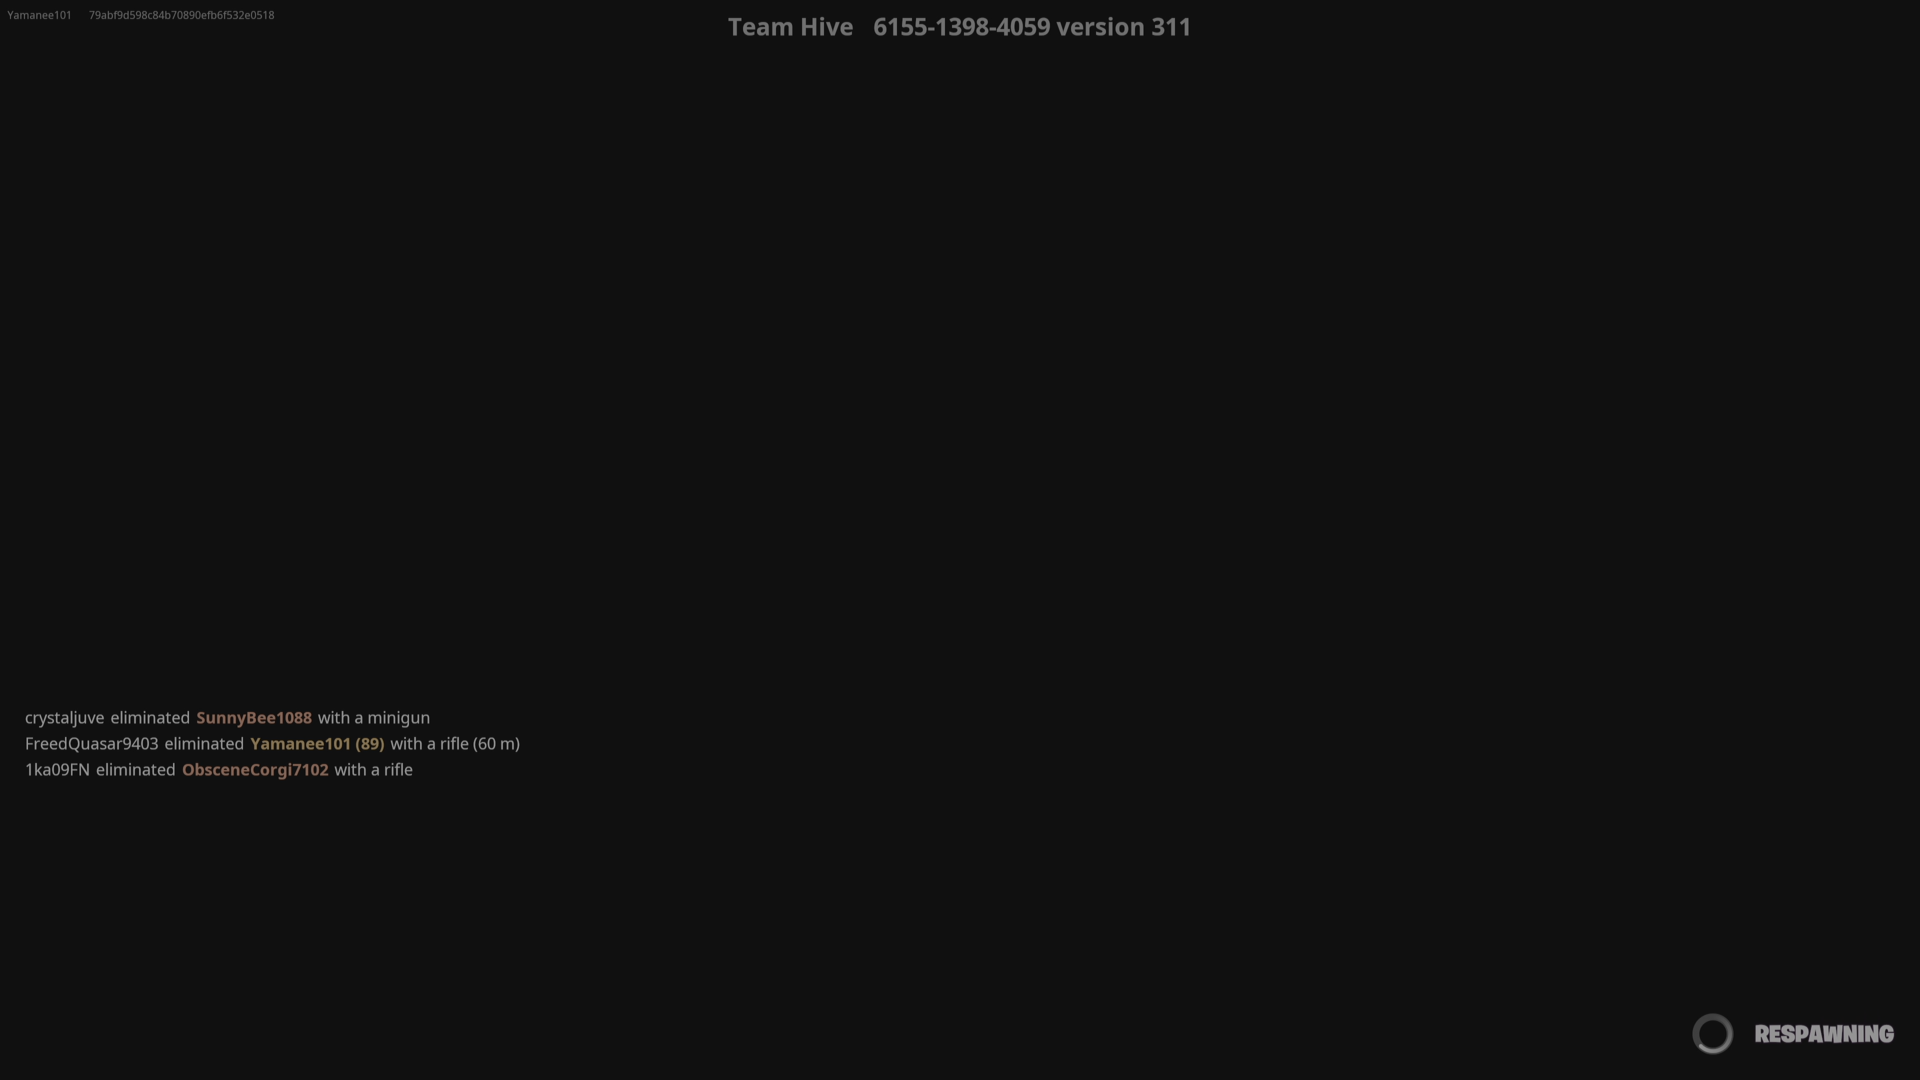 Yamanee101 79abf9d598c84b70890efb6f532e0518
Team Hive 6155-1398-4059 version 311
crystaljuve eliminated SunnyBee1088 with a minigun
FreedQuasar9403 eliminated Yamanee101 (89) with a rifle (60 m)
1ka09FN eliminated ObsceneCorgi7102 with a rifle
RESPAWNING